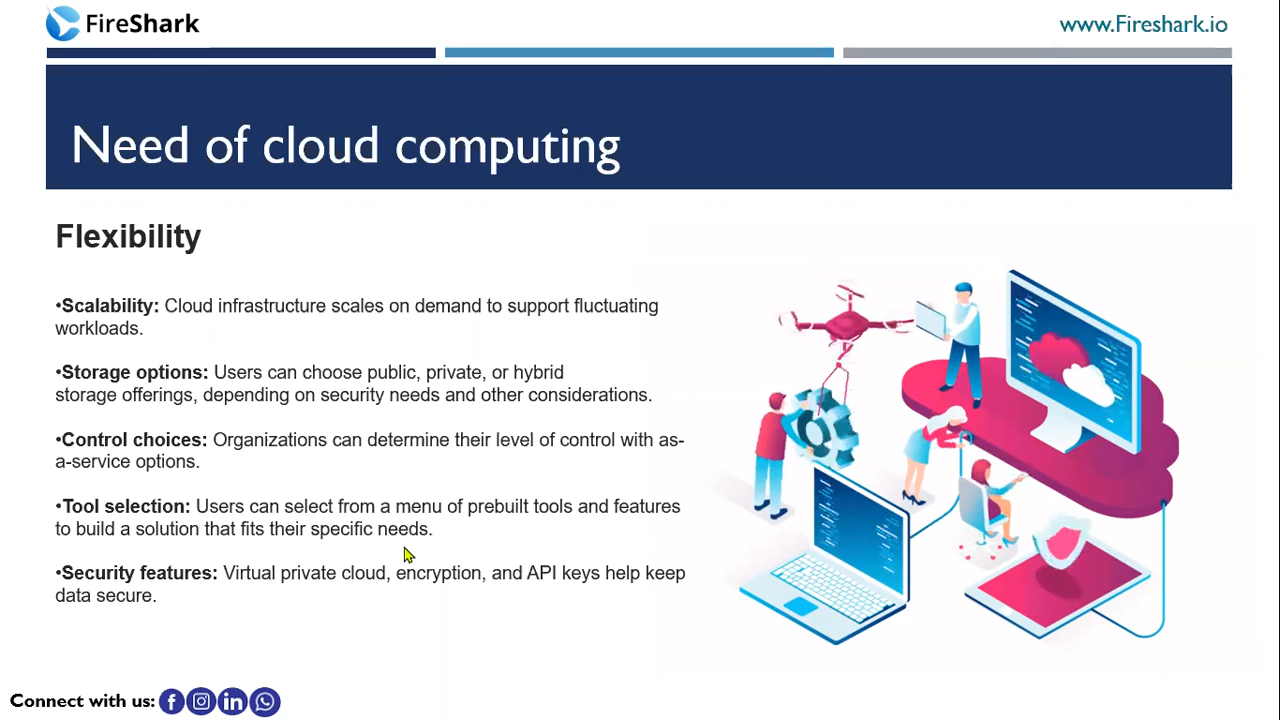 FireShark
www.Fireshark.io
Need of cloud computing
Flexibility
•Scalability: Cloud infrastructure scales on demand to support fluctuating
workloads.
•Storage options: Users can choose public, private, or hybrid
storage offerings, depending on security needs and other considerations.
•Control choices: Organizations can determine their level of control with as-
a-service options.
•Tool selection: Users can select from a menu of prebuilt tools and features
to build a solution that fits their specific needs.
•Security features: Virtual private cloud, encryption, and API keys help keep
data secure.
Connect with us: